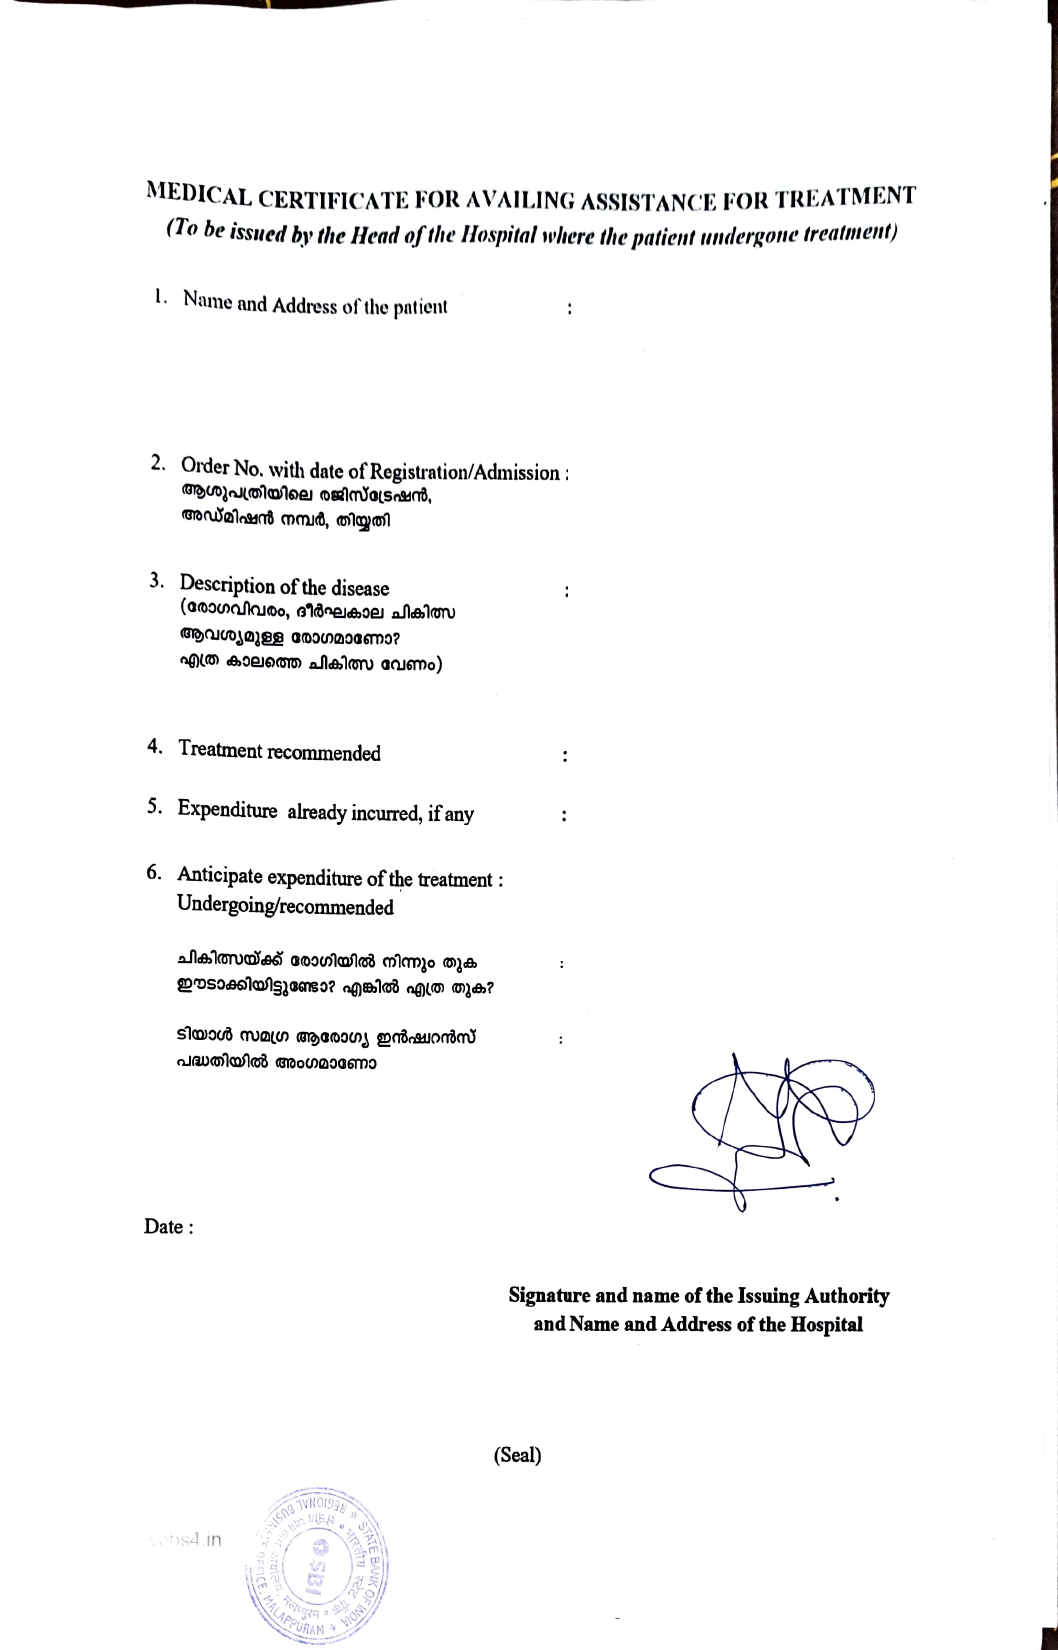 MEDICAL CERTIFICATE FOR AVAILING ASSISTANCE FOR TREATMENT
(To be issued by the Head of the Hospital where the patient undergone treatment)
1. Name and Address of the patient :
2. Order No. with date of Registration/Admission :
ആശുപത്രിയിലെ രജിസ്ട്രേഷൻ,
അഡ്മിഷൻ നമ്പർ, തിയ്യതി
3. Description of the disease :
(രോഗവിവരം, ദീർഘകാല ചികിത്സ
ആവശ്യമുള്ള രോഗമാണോ?
എത്ര കാലത്തെ ചികിത്സ വേണം)
4. Treatment recommended :
5. Expenditure already incurred, if any :
6. Anticipate expenditure of the treatment :
Undergoing/recommended
ചികിത്സയ്ക്ക് രോഗിയിൽ നിന്നും തുക :
ഈടാക്കിയിട്ടുണ്ടോ? എങ്കിൽ എത്ര തുക?
ടിയാൾ സമഗ്ര ആരോഗ്യ ഇൻഷുറൻസ് :
പദ്ധതിയിൽ അംഗമാണോ
Date :
Signature and name of the Issuing Authority
and Name and Address of the Hospital
(Seal)
STATE BANK OF INDIA
REGIONAL BUSINESS OFFICE, MALAPPURAM
भारतीय स्टेट बैंक
SBI